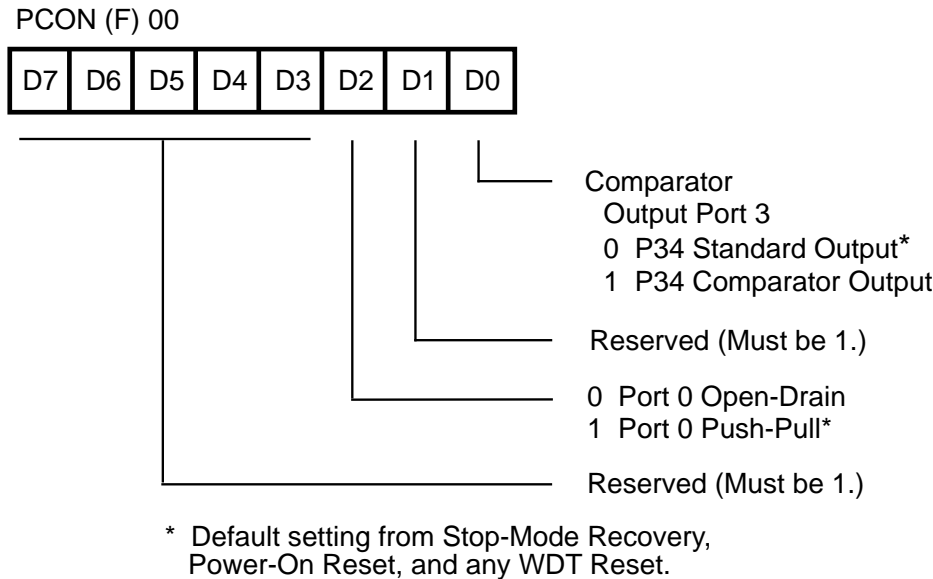 PCON (F) 00
D7 D6 D5 D4 D3 D2 D1 D0
Comparator
Output Port 3
0 P34 Standard Output*
1 P34 Comparator Output
Reserved (Must be 1.)
0 Port 0 Open-Drain
1 Port 0 Push-Pull*
Reserved (Must be 1.)
* Default setting from Stop-Mode Recovery,
Power-On Reset, and any WDT Reset.